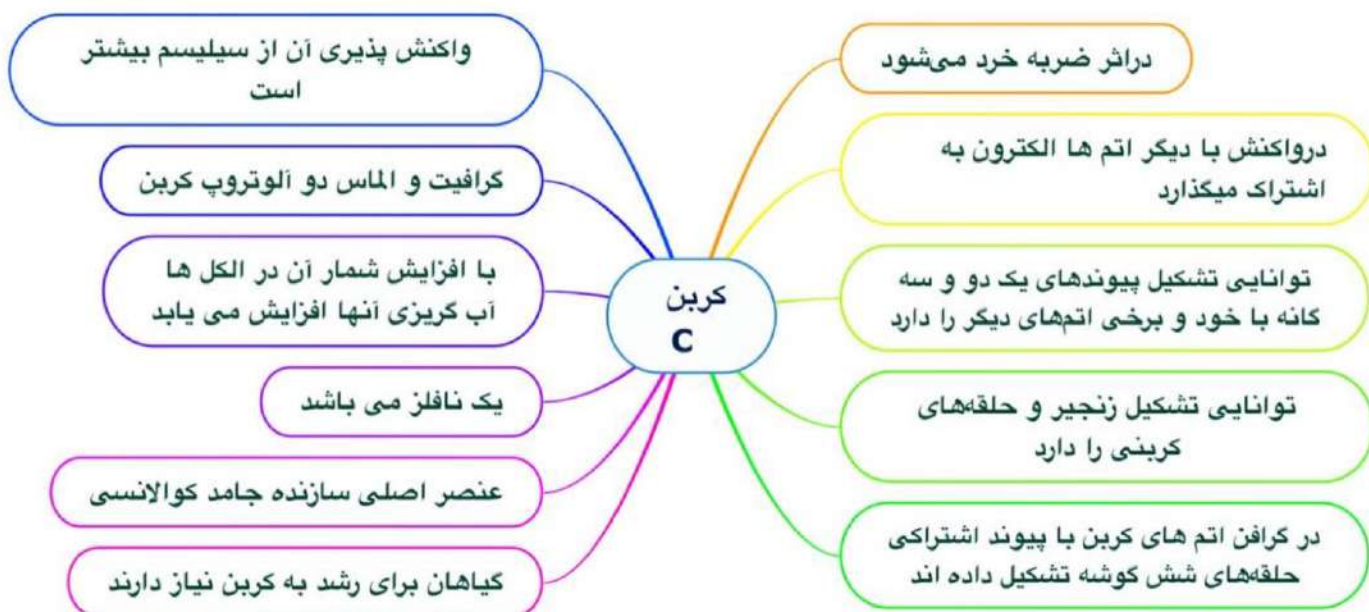 کربن
C
دراثر ضربه خرد می‌شود
درواکنش با دیگر اتم ها الکترون به
اشتراک میگذارد
توانایی تشکیل پیوندهای یک دو و سه
گانه با خود و برخی اتم‌های دیگر را دارد
توانایی تشکیل زنجیر و حلقه‌های
کربنی را دارد
در گرافن اتم های کربن با پیوند اشتراکی
حلقه‌های شش گوشه تشکیل داده اند
واکنش پذیری آن از سیلیسم بیشتر
است
گرافیت و الماس دو آلوتروپ کربن
با افزایش شمار آن در الکل ها
آب گریزی آنها افزایش می یابد
یک نافلز می باشد
عنصر اصلی سازنده جامد کوالانسی
گیاهان برای رشد به کربن نیاز دارند